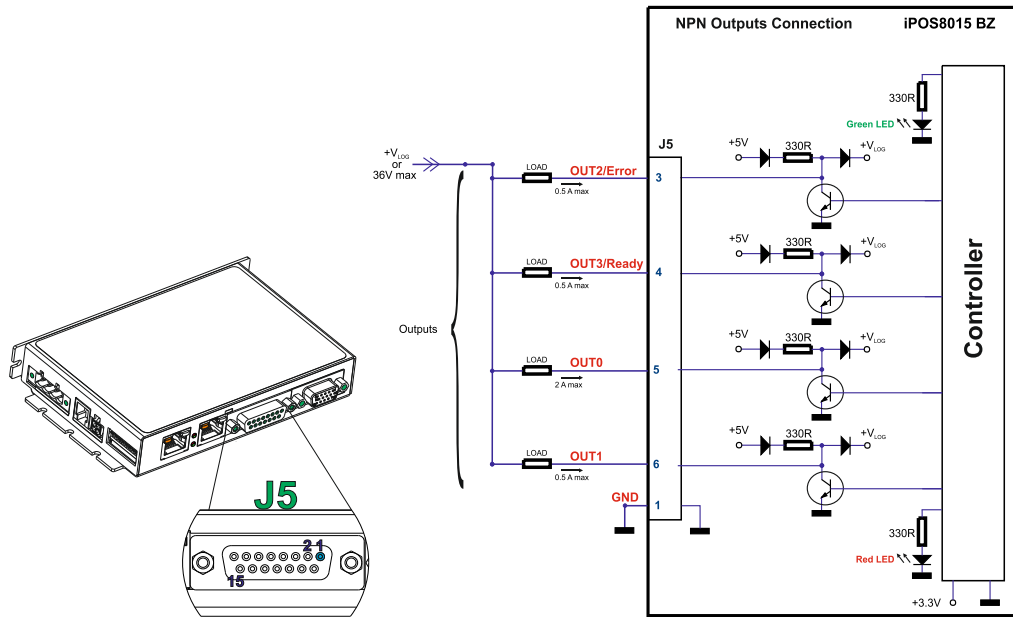 NPN Outputs Connection
iPOS8015 BZ
330R
Green LED
J5
+5V
330R
+VLOG
+VLOG
or
36V max
LOAD
OUT2/Error
0.5 A max
3
+5V
330R
+VLOG
LOAD
OUT3/Ready
0.5 A max
4
Controller
Outputs
+5V
330R
+VLOG
LOAD
OUT0
2 A max
5
+5V
330R
+VLOG
LOAD
OUT1
0.5 A max
6
GND
1
330R
Red LED
+3.3V
J5
2 1
15